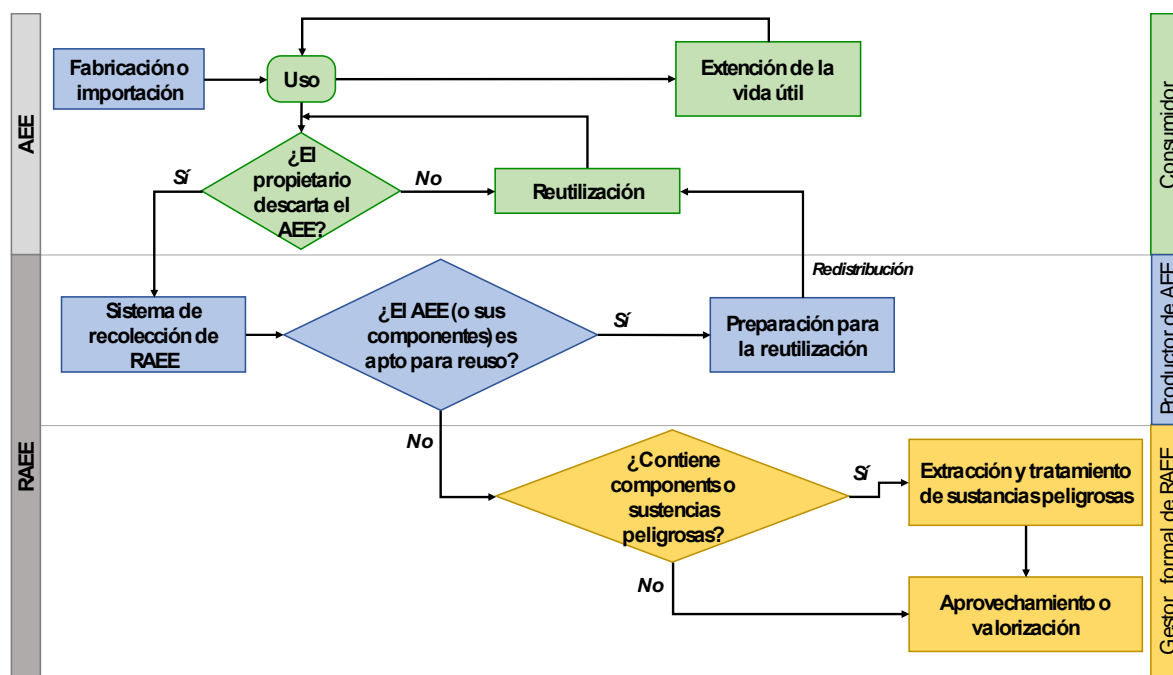 AEE
Fabricación o
importación
Uso
Extención de la
vida útil
Consumidor
¿El
propietario
descarta el
AEE?
Sí
No
Reutilización
RAEE
Redistribución
Sistema de
recolección de
RAEE
¿El AEE (o sus
componentes) es
apto para reuso?
Sí
Preparación para
la reutilización
Productor de AEE
No
¿Contiene
components o
sustencias
peligrosas?
Sí
Extracción y tratamiento
de sustancias peligrosas
No
Aprovechamiento o
valorización
Gestor formal de RAEE